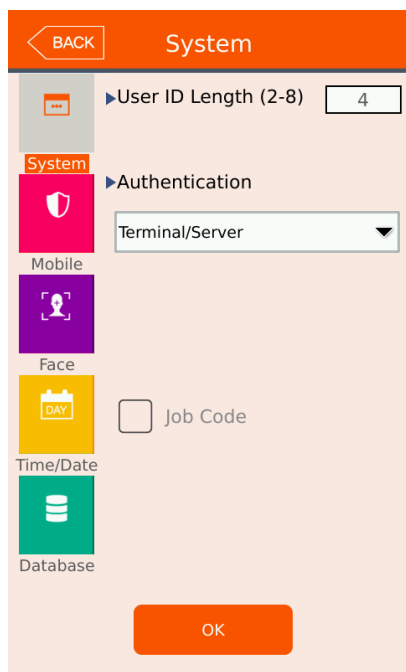 BACK
System
▶User ID Length (2-8) 4
System
▶Authentication
Terminal/Server
Mobile
Face
DAY
Job Code
Time/Date
Database
OK